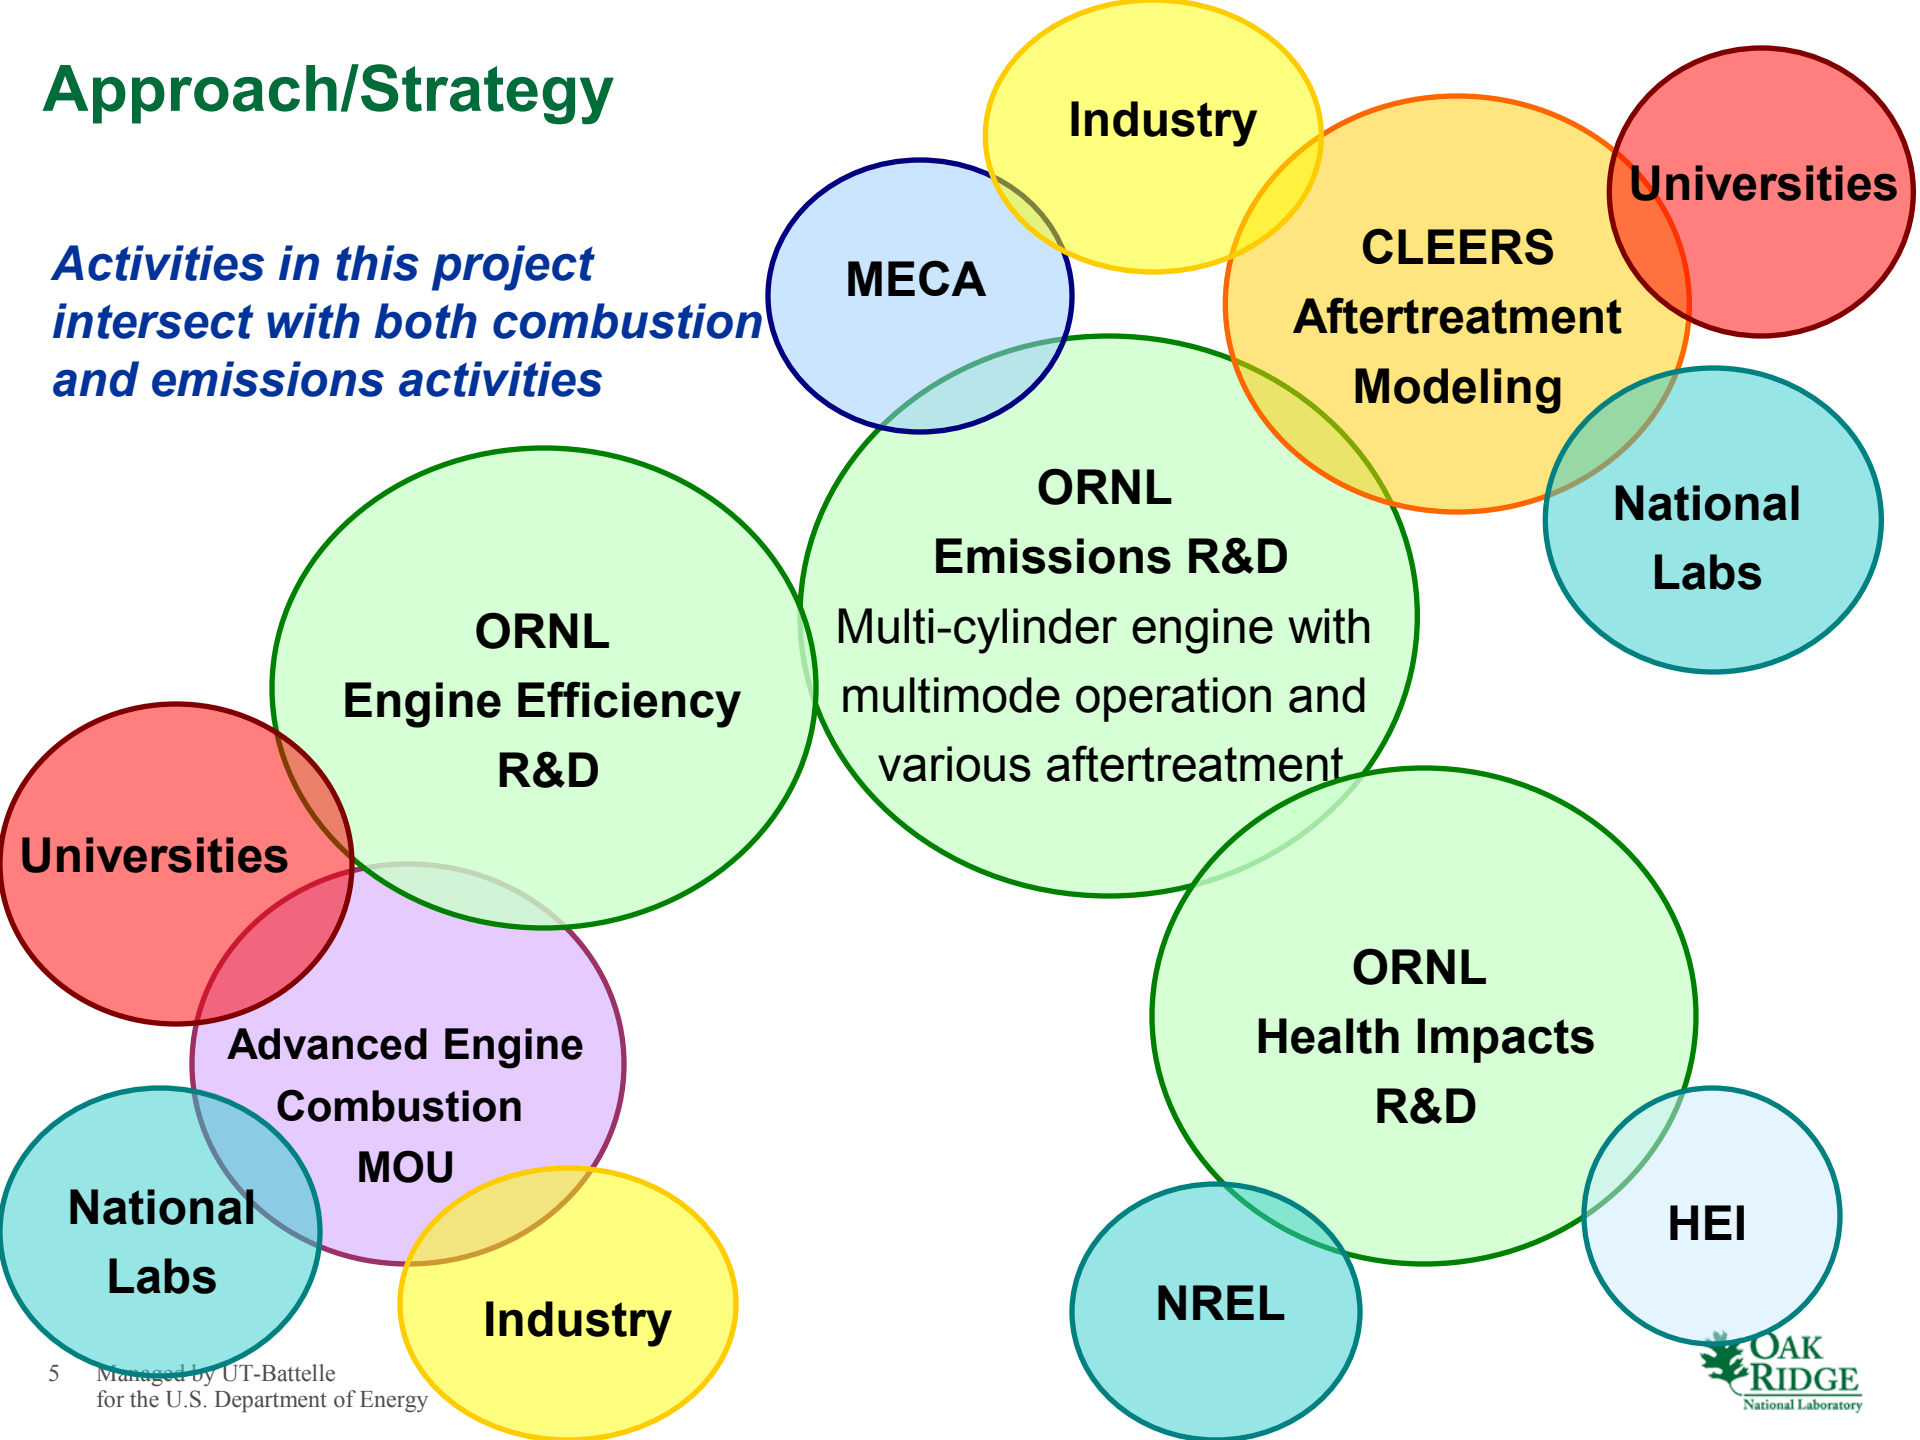 Approach/Strategy
Activities in this project
intersect with both combustion
and emissions activities
Industry
MECA
CLEERS
Aftertreatment
Modeling
Universities
National
Labs
ORNL
Emissions R&D
Multi-cylinder engine with
multimode operation and
various aftertreatment
ORNL
Engine Efficiency
R&D
Universities
Advanced Engine
Combustion
MOU
National
Labs
Industry
ORNL
Health Impacts
R&D
NREL
HEI
5 Managed by UT-Battelle
for the U.S. Department of Energy
OAK
RIDGE
National Laboratory